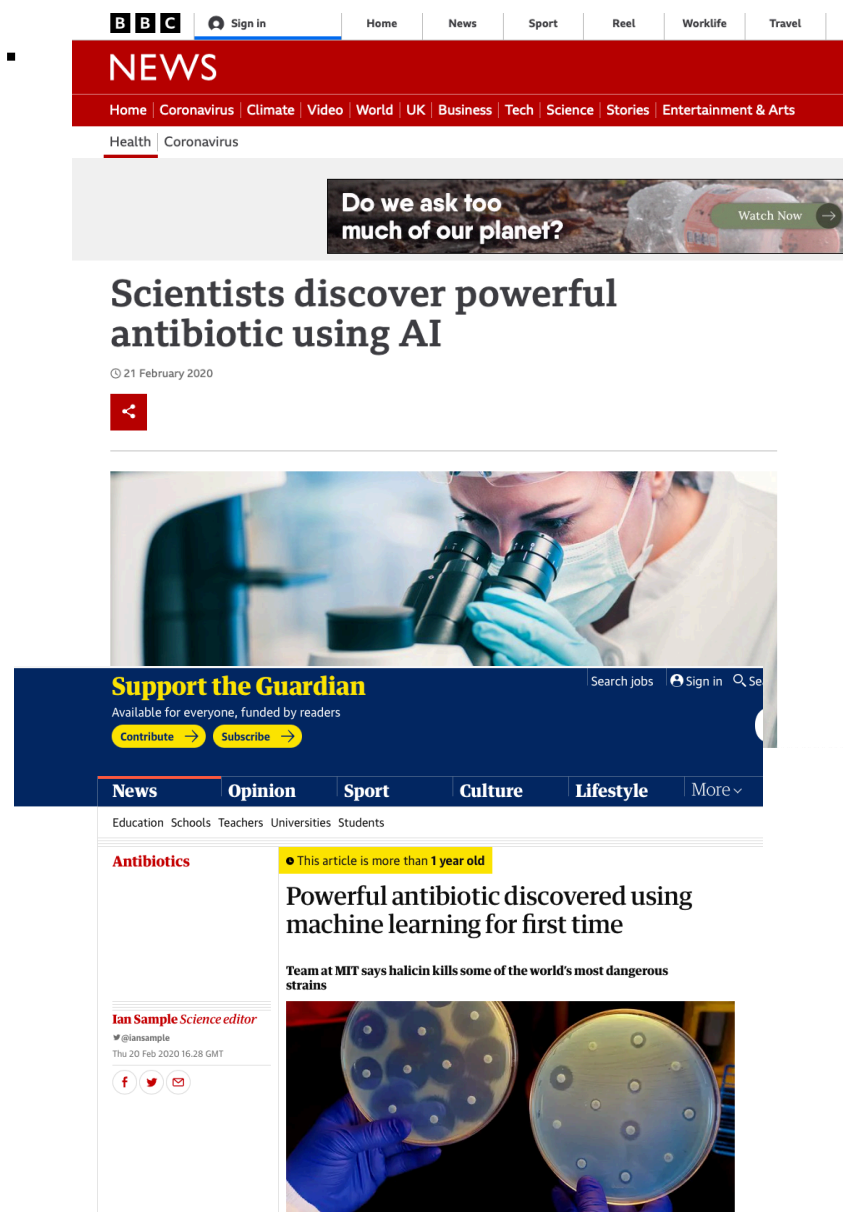 BBC Sign in Home News Sport Reel Worklife Travel
NEWS
Home Coronavirus Climate Video World UK Business Tech Science Stories Entertainment & Arts
Health Coronavirus
Do we ask too
much of our planet?
Watch Now
Scientists discover powerful
antibiotic using AI
21 February 2020
Support the Guardian
Search jobs Sign in
Available for everyone, funded by readers
Contribute Subscribe
News Opinion Sport Culture Lifestyle More
Education Schools Teachers Universities Students
Antibiotics
This article is more than 1 year old
Powerful antibiotic discovered using
machine learning for first time
Team at MIT says halicin kills some of the world's most dangerous
strains
Ian Sample Science editor
@iansample
Thu 20 Feb 2020 16.28 GMT